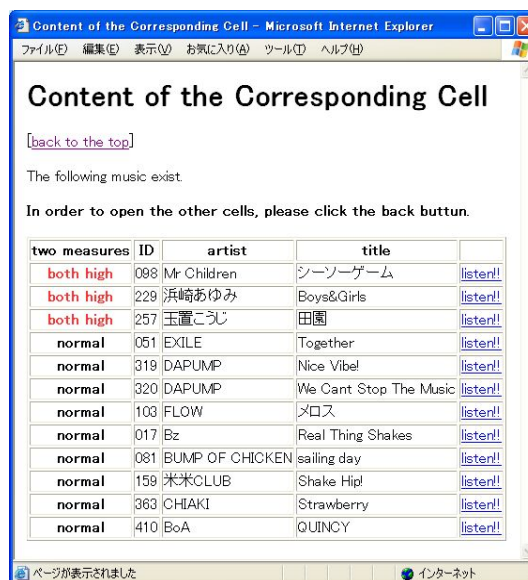 Content of the Corresponding Cell - Microsoft Internet Explorer
ファイル(F) 編集(E) 表示(V) お気に入り(A) ツール(T) ヘルプ(H)
Content of the Corresponding Cell
[back to the top]
The following music exist.
In order to open the other cells, please click the back buttun.
two measures ID artist title
both high 098 Mr Children シーソーゲーム listen!!
both high 229 浜崎あゆみ Boys&Girls listen!!
both high 257 玉置こうじ 田園 listen!!
normal 051 EXILE Together listen!!
normal 319 DAPUMP Nice Vibe! listen!!
normal 320 DAPUMP We Cant Stop The Music listen!!
normal 103 FLOW メロス listen!!
normal 017 Bz Real Thing Shakes listen!!
normal 081 BUMP OF CHICKEN sailing day listen!!
normal 159 米米CLUB Shake Hip! listen!!
normal 363 CHIAKI Strawberry listen!!
normal 410 BoA QUINCY listen!!
ページが表示されました インターネット